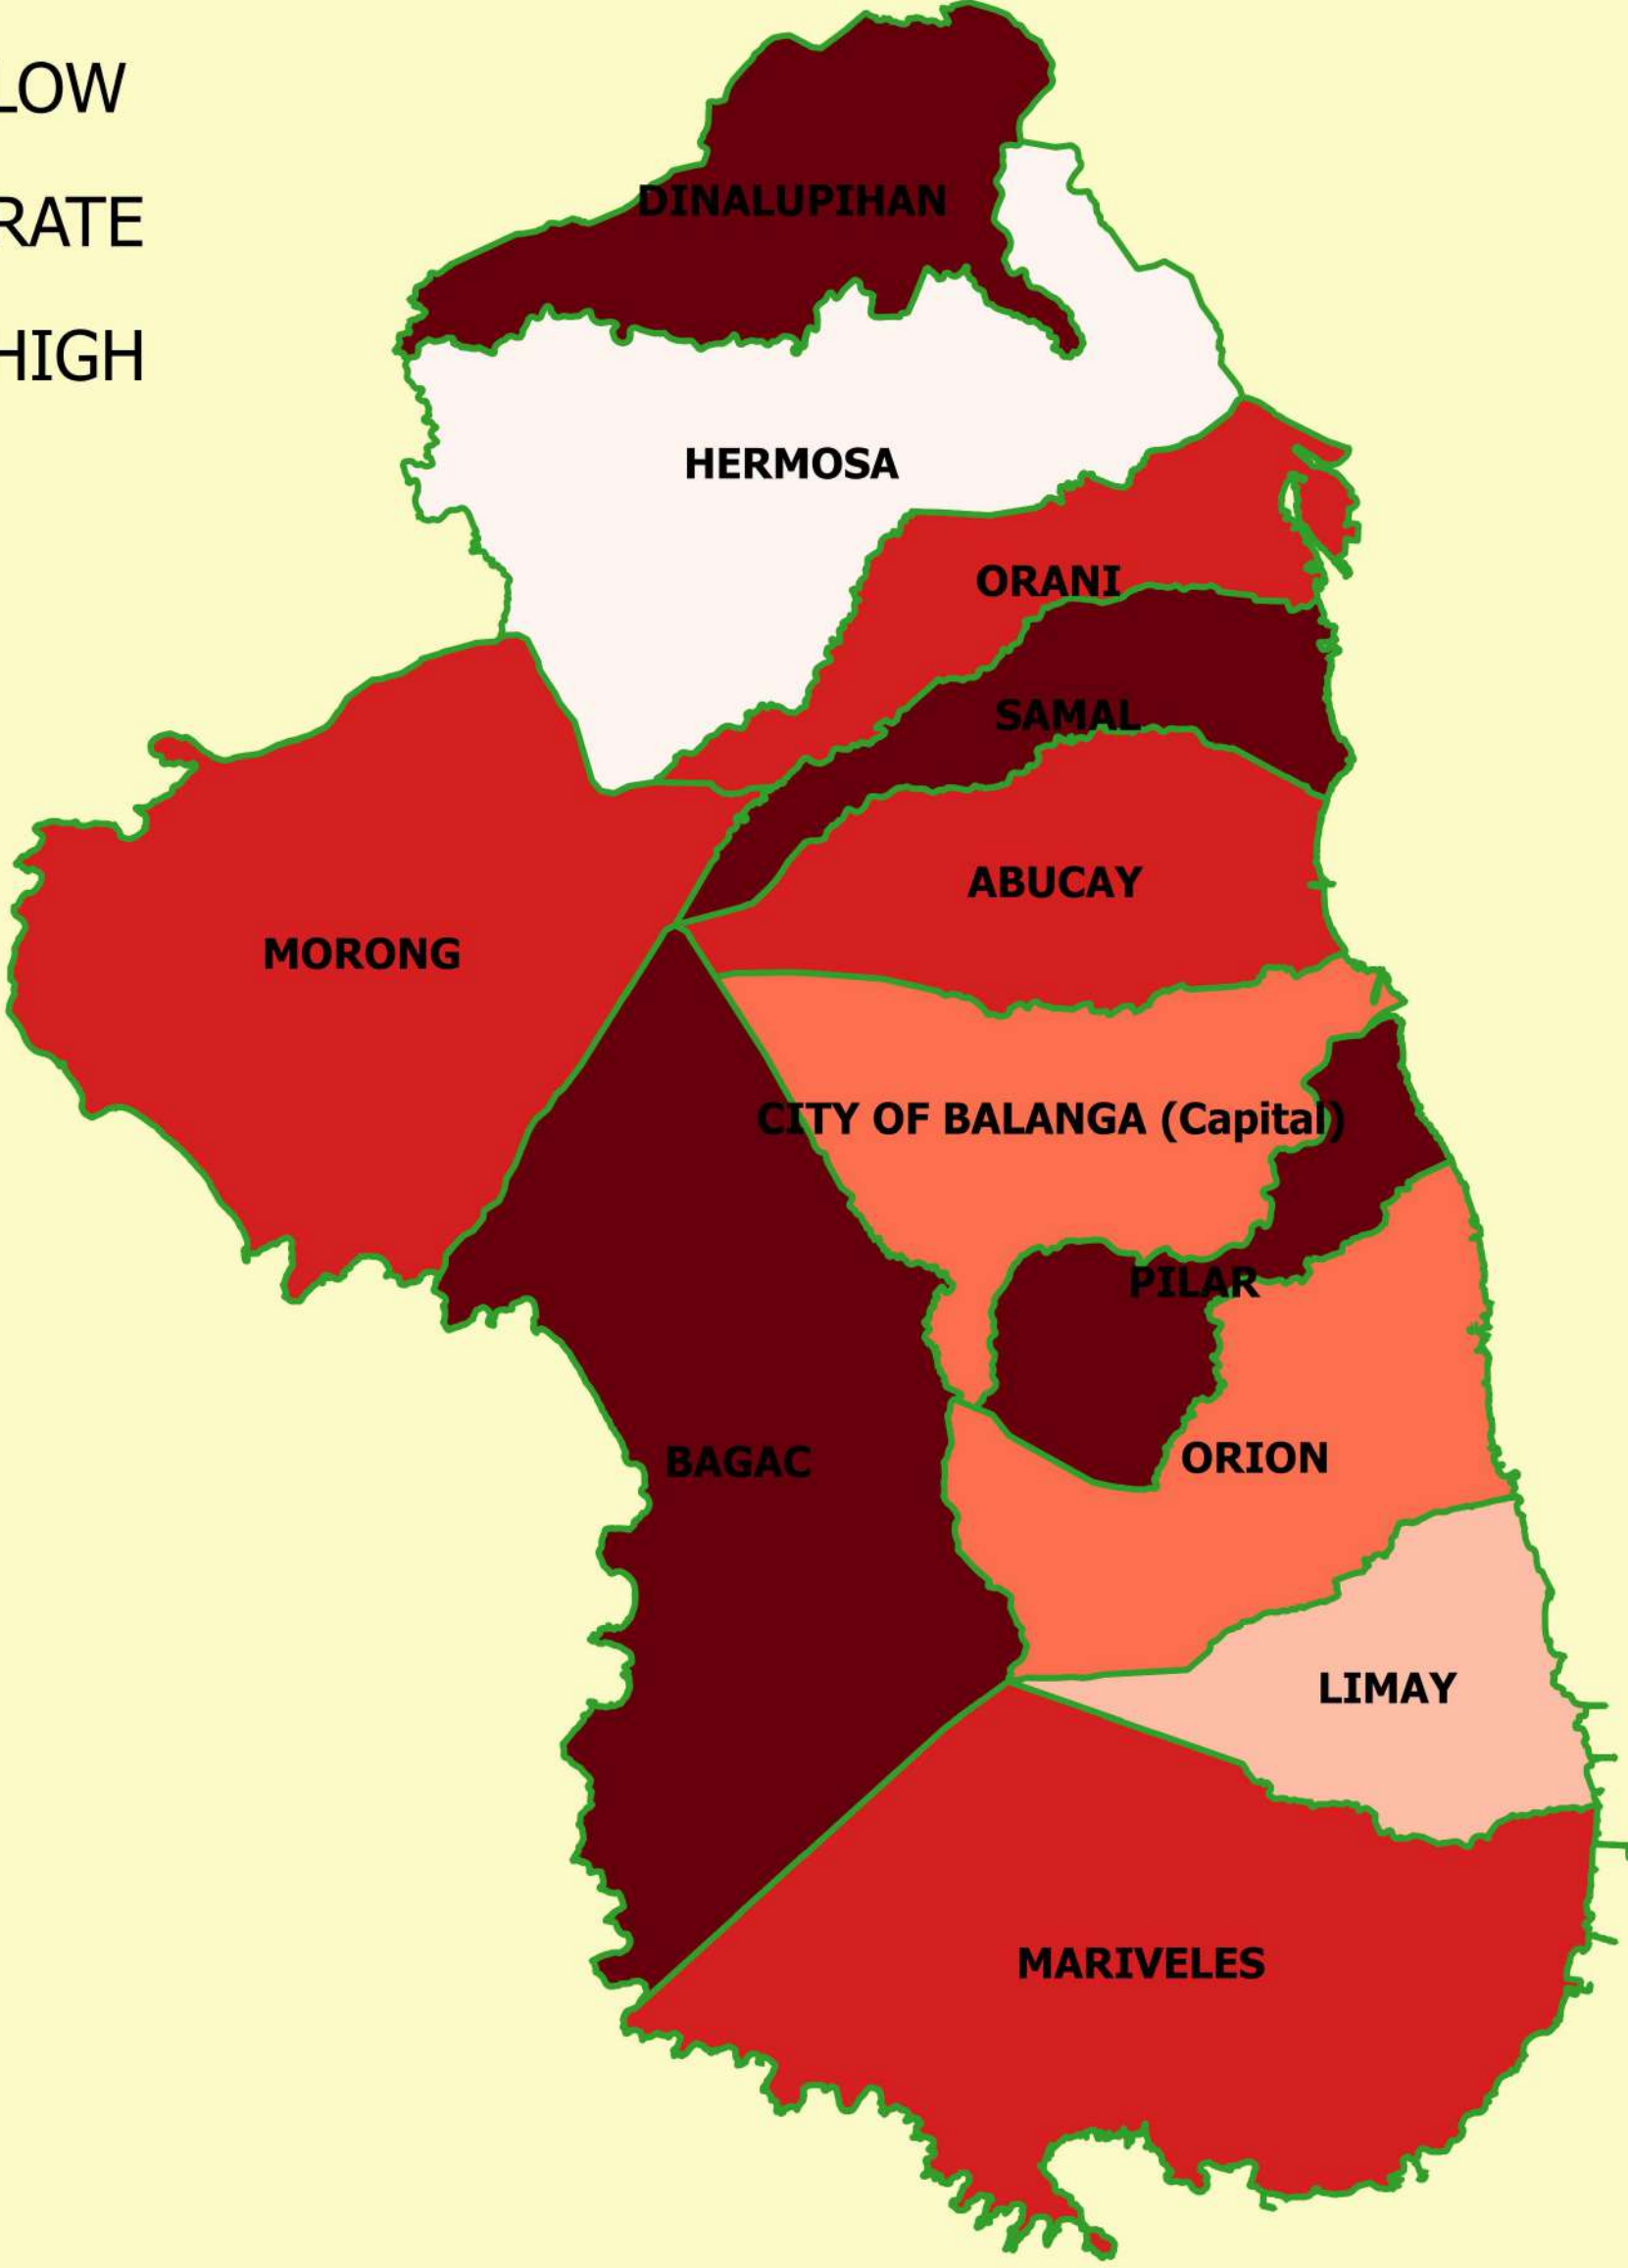 LOW
RATE
HIGH
DINALUPIHAN
HERMOSA
ORANI
SAMAL
ABUCAY
MORONG
CITY OF BALANGA (Capital)
PILAR
BAGAC
ORION
LIMAY
MARIVELES